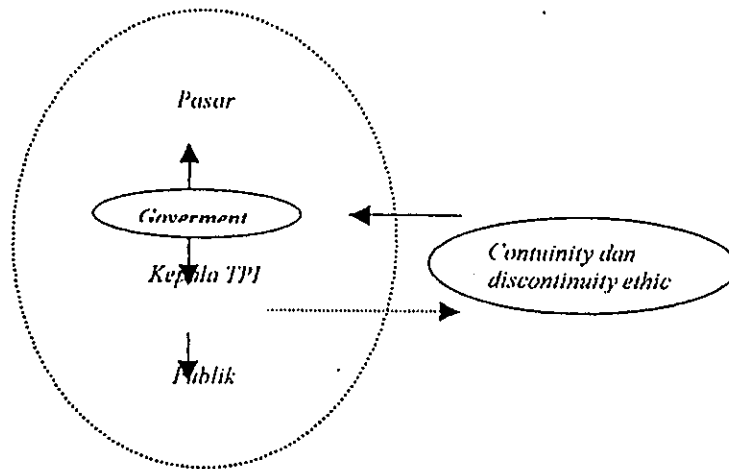 Pasar
Goverment
Kepala TPI
Contuinity dan
discontinuity ethic
Publik